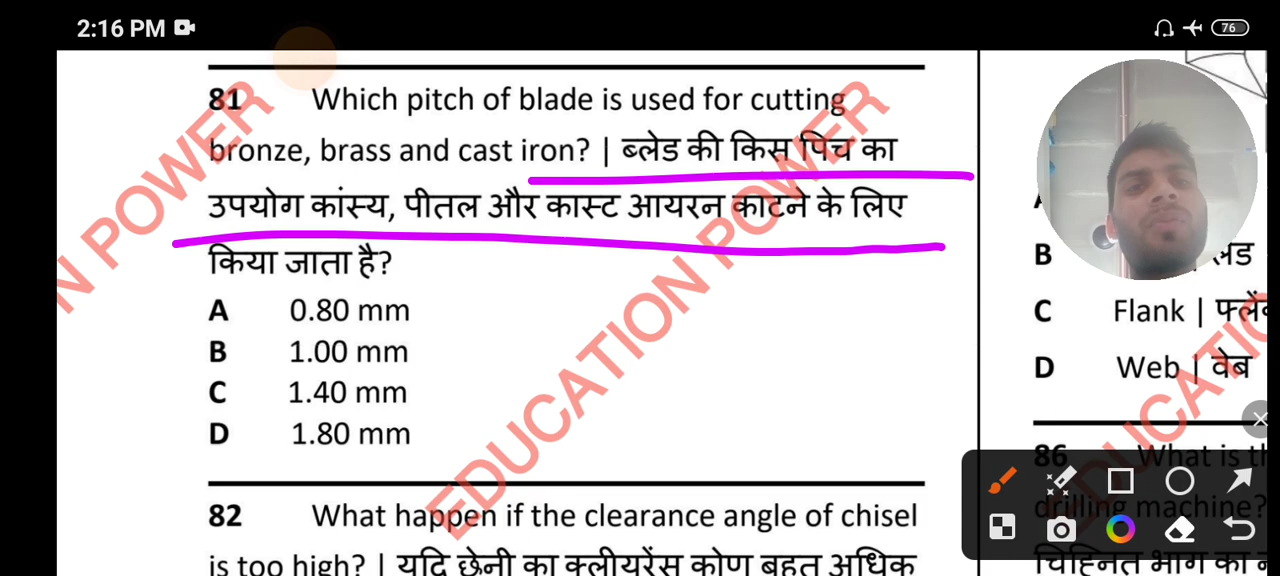 2:16 PM
76
81 Which pitch of blade is used for cutting
bronze, brass and cast iron? | ब्लेड की किस पिच का
उपयोग कांस्य, पीतल और कास्ट आयरन काटने के लिए
किया जाता है?
A 0.80 mm
B 1.00 mm
C 1.40 mm
D 1.80 mm
82 What happen if the clearance angle of chisel
is too high? | यदि छेनी का क्लीयरेंस कोण बहुत अधिक
B
C Flank |
D Web | वेब
86 What is
drilling machine?
चिह्नित भाग का
N POWER
EDUCATION POWER
EDUCATION